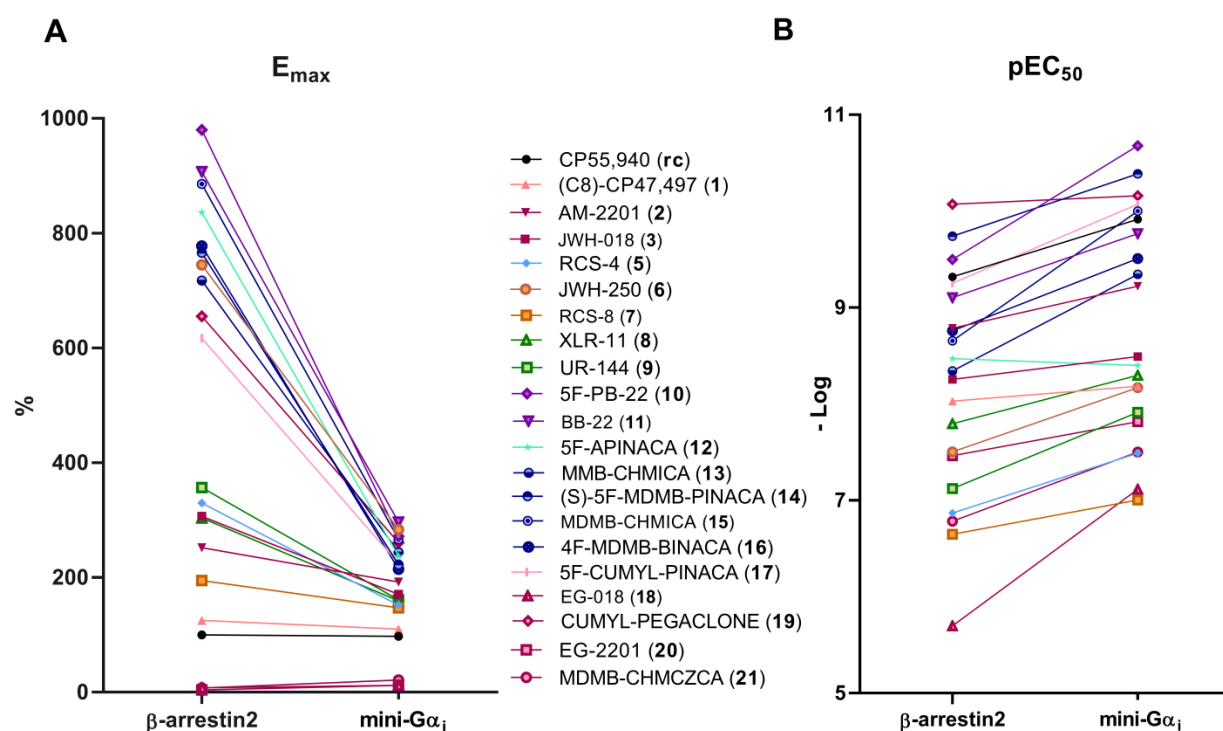 A
B
E max
pEC50
1000
800
600
400
200
0
%
β-arrestin2
mini-Gαi
CP55,940 (rc)
(C8)-CP47,497 (1)
AM-2201 (2)
JWH-018 (3)
RCS-4 (5)
JWH-250 (6)
RCS-8 (7)
XLR-11 (8)
UR-144 (9)
5F-PB-22 (10)
BB-22 (11)
5F-APINACA (12)
MMB-CHMICA (13)
(S)-5F-MDMB-PINACA (14)
MDMB-CHMICA (15)
4F-MDMB-BINACA (16)
5F-CUMYL-PINACA (17)
EG-018 (18)
CUMYL-PEGACLONE (19)
EG-2201 (20)
MDMB-CHMCZCA (21)
11
9
7
5
- Log
β-arrestin2
mini-Gαi